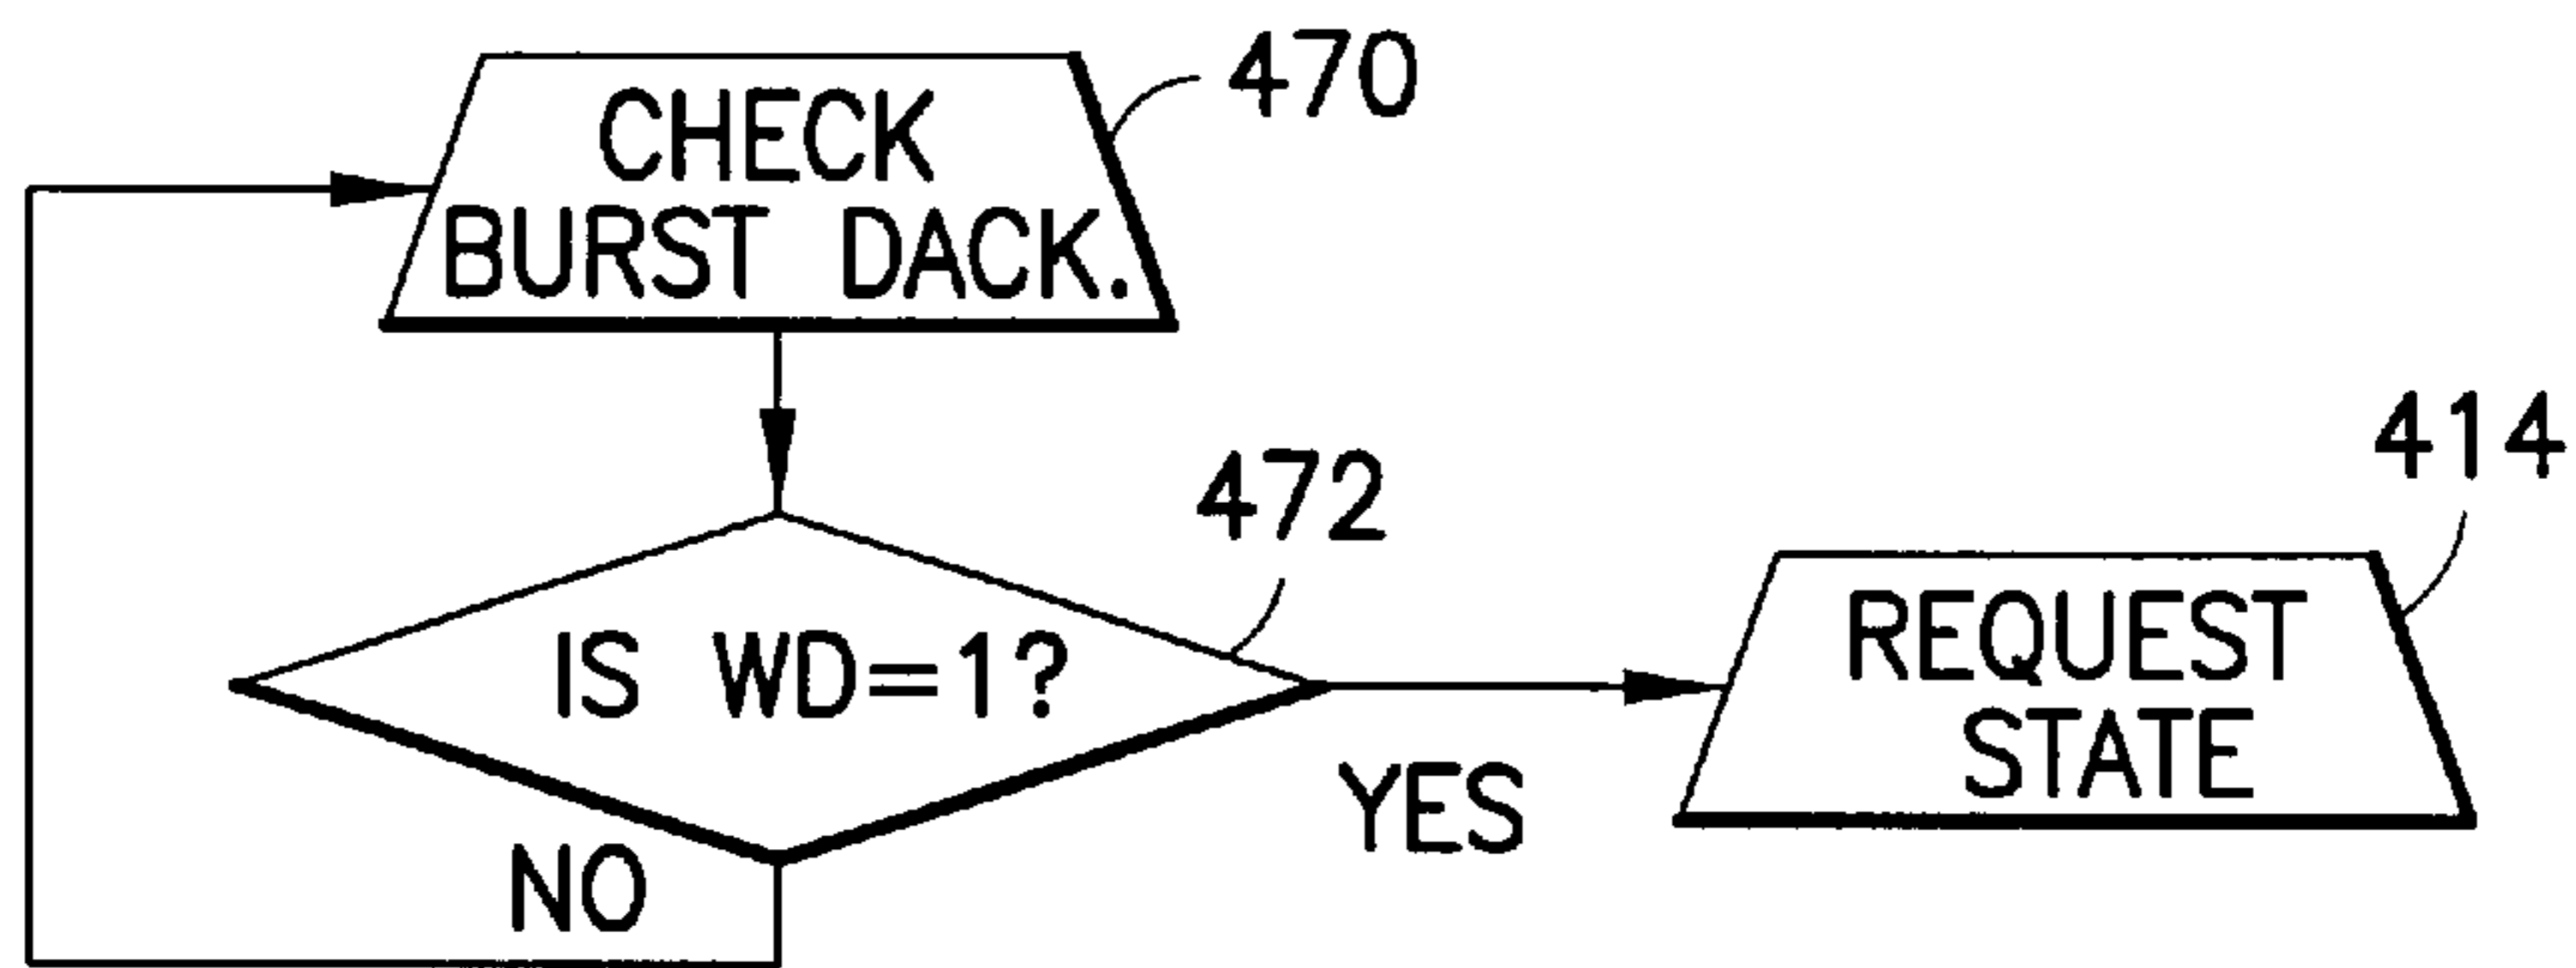 CHECK
BURST DACK.
470
472
IS WD=1?
YES
NO
414
REQUEST
STATE